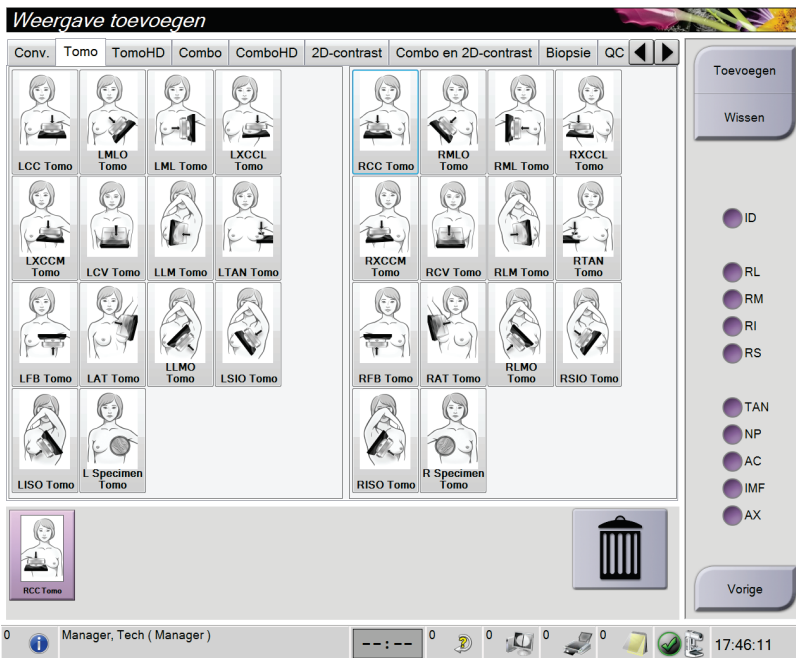 Weergave toevoegen
Conv. Tomo TomoHD Combo ComboHD 2D-contrast Combo en 2D-contrast Biopsie QC
LCC Tomo
LMLO
Tomo
LML Tomo
LXCCL
Tomo
RCC Tomo
RMLO
Tomo
RML Tomo
RXCCL
Tomo
LXCCM
Tomo
LCV Tomo
LLM Tomo
LTAN Tomo
RXCCM
Tomo
RCV Tomo
RLM Tomo
RTAN
Tomo
LFB Tomo
LAT Tomo
LLMO
Tomo
LSIO Tomo
RFB Tomo
RAT Tomo
RLMO
Tomo
RSIO Tomo
LISO Tomo
L Specimen
Tomo
RISO Tomo
R Specimen
Tomo
RCC Tomo
Toevoegen
Wissen
ID
RL
RM
RI
RS
TAN
NP
AC
IMF
AX
Vorige
0
Manager, Tech ( Manager )
--:--
0
0
0
0
17:46:11